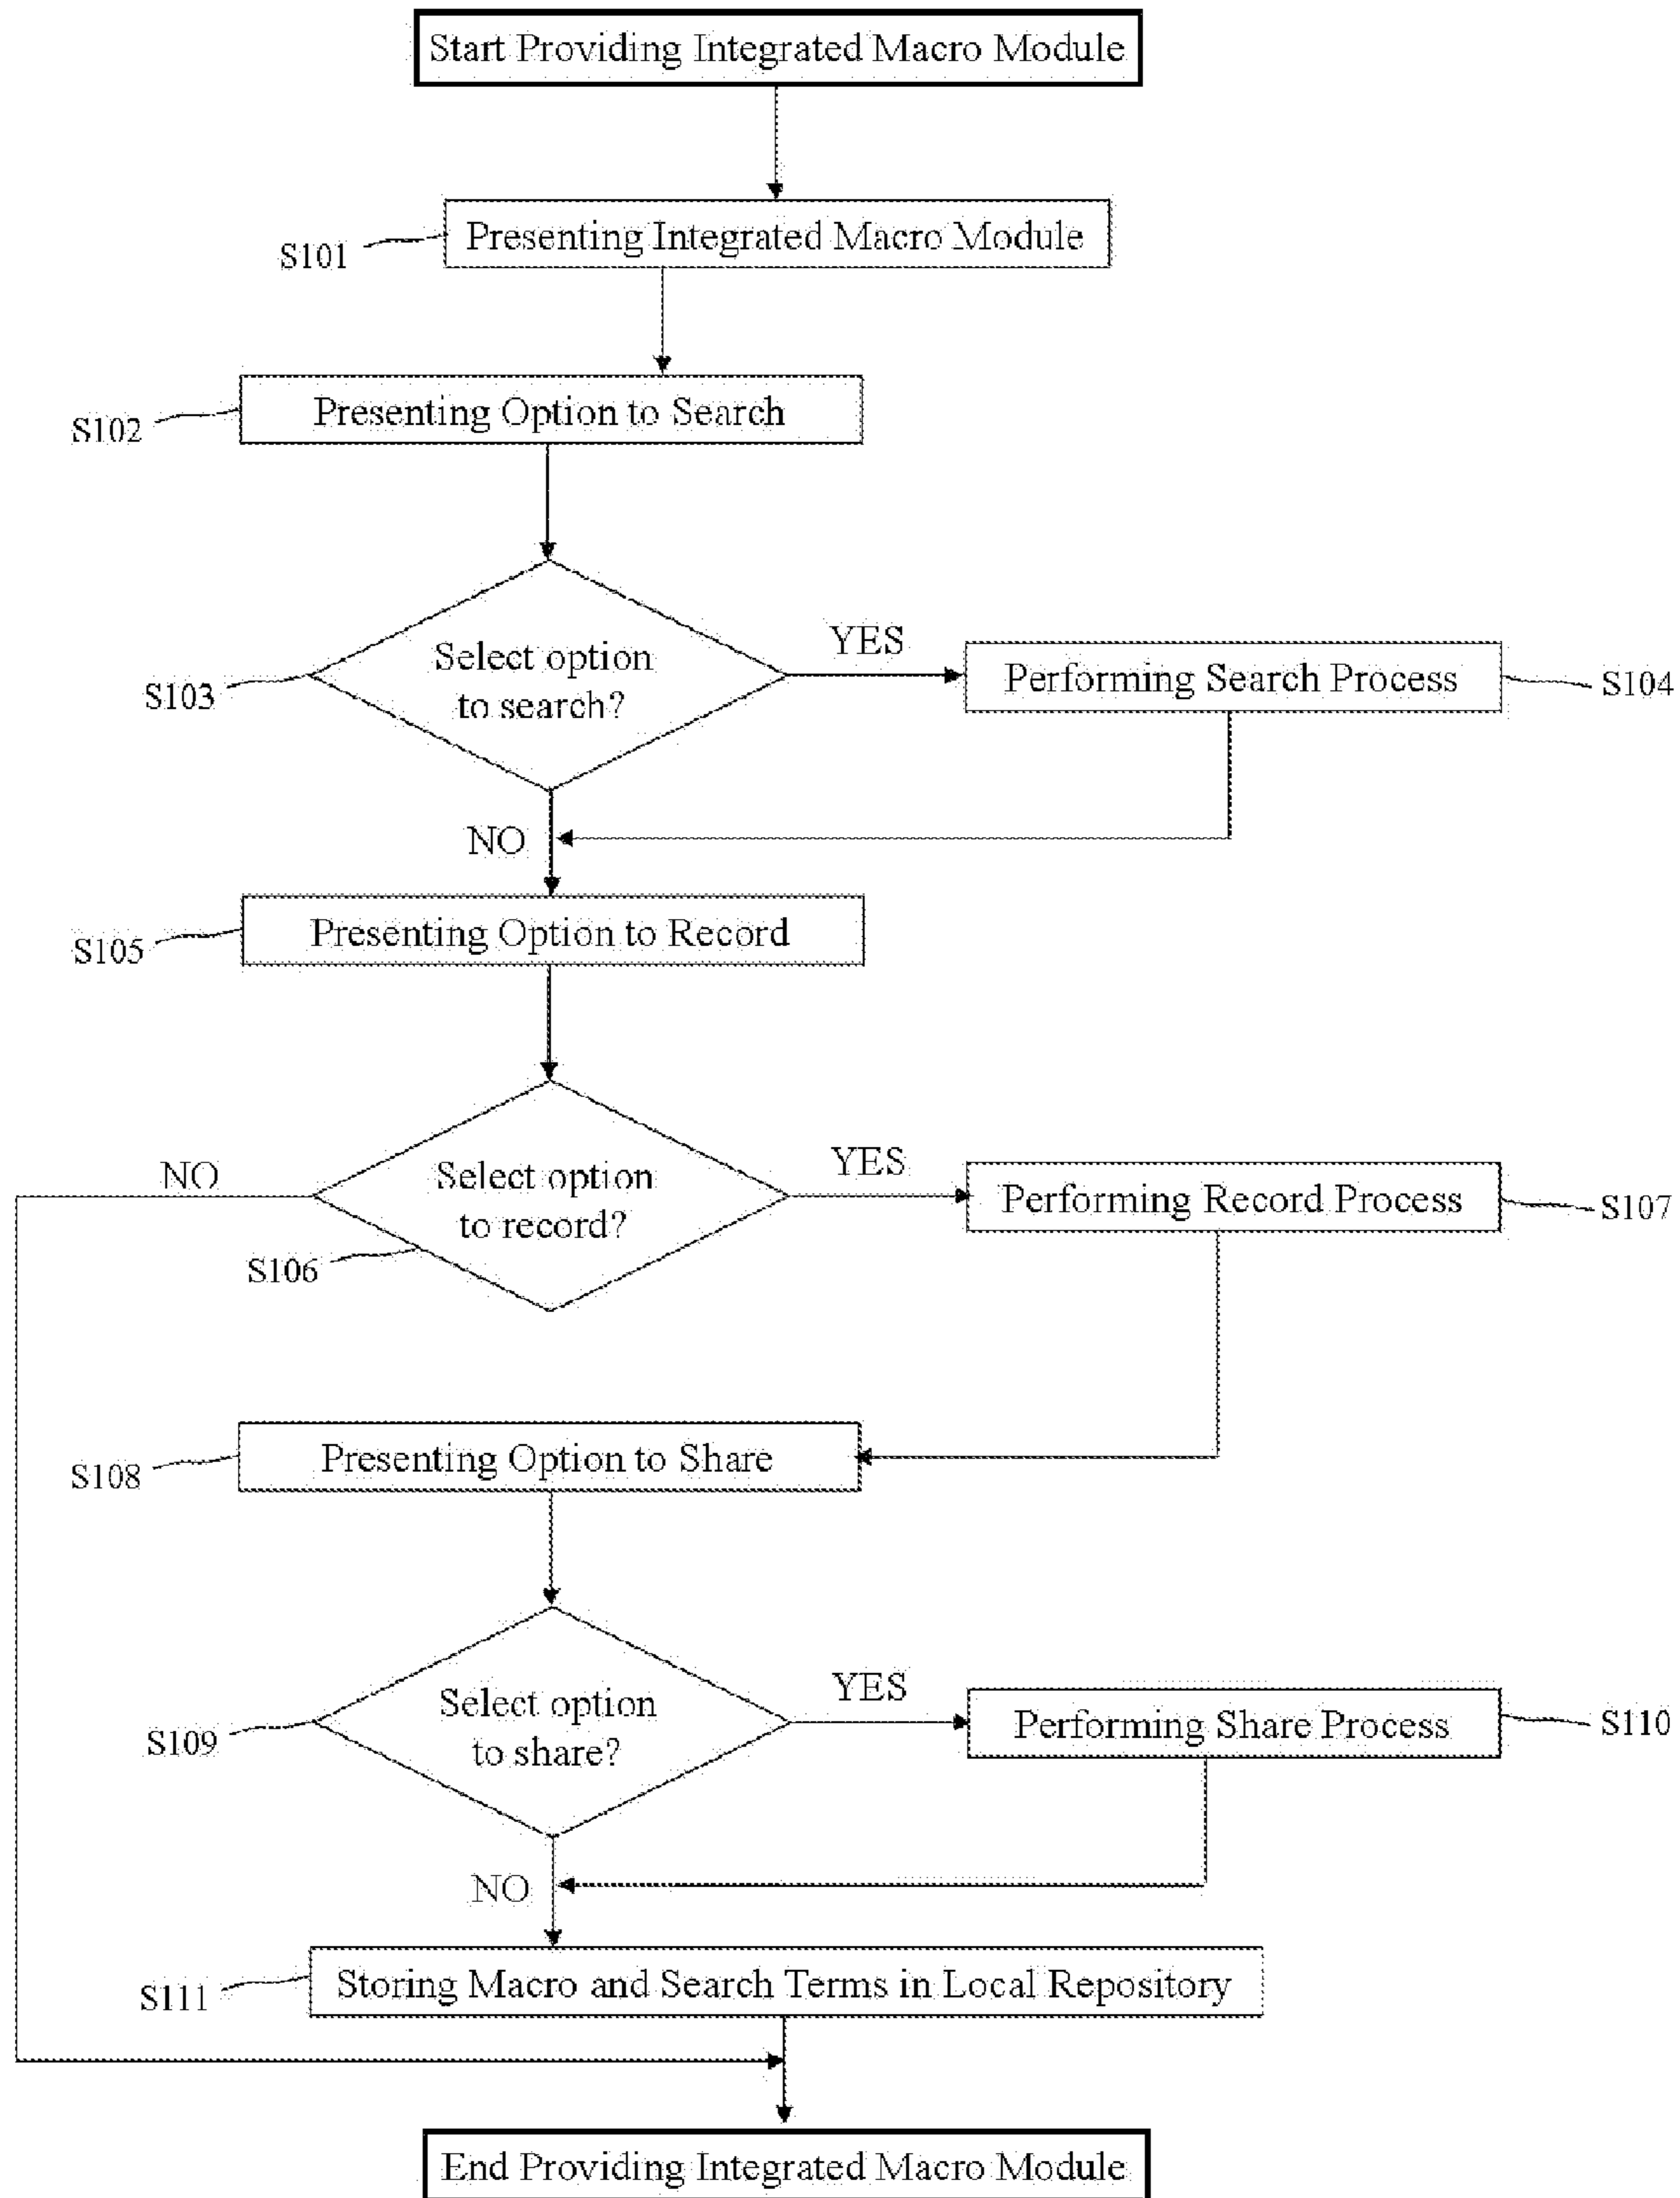 Start Providing Integrated Macro Module
Presenting Integrated Macro Module
S101
Presenting Option to Search
S102
Select option
to search?
S103
YES
Performing Search Process
S104
NO
Presenting Option to Record
S105
NO
Select option
to record?
S106
YES
Performing Record Process
S107
Presenting Option to Share
S108
Select option
to share?
S109
YES
Performing Share Process
S110
NO
Storing Macro and Search Terms in Local Repository
S111
End Providing Integrated Macro Module